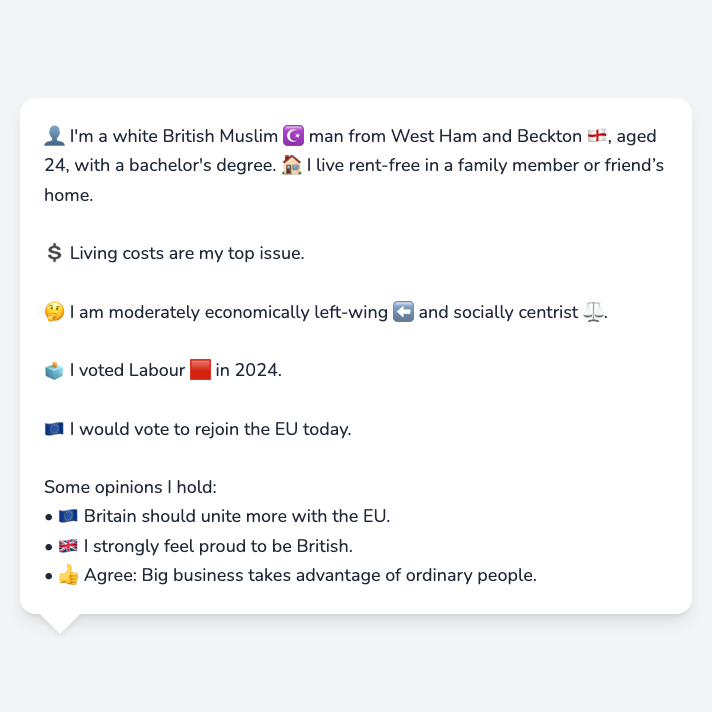 👤 I'm a white British Muslim ☪️ man from West Ham and Beckton 🏴󠁧󠁢󠁥󠁮󠁧󠁿, aged
24, with a bachelor's degree. 🏠 I live rent-free in a family member or friend’s
home.
💲 Living costs are my top issue.
🤔 I am moderately economically left-wing ⬅️ and socially centrist ⚖️.
🗳️ I voted Labour 🟥 in 2024.
🇪🇺 I would vote to rejoin the EU today.
Some opinions I hold:
• 🇪🇺 Britain should unite more with the EU.
• 🇬🇧 I strongly feel proud to be British.
• 👍 Agree: Big business takes advantage of ordinary people.